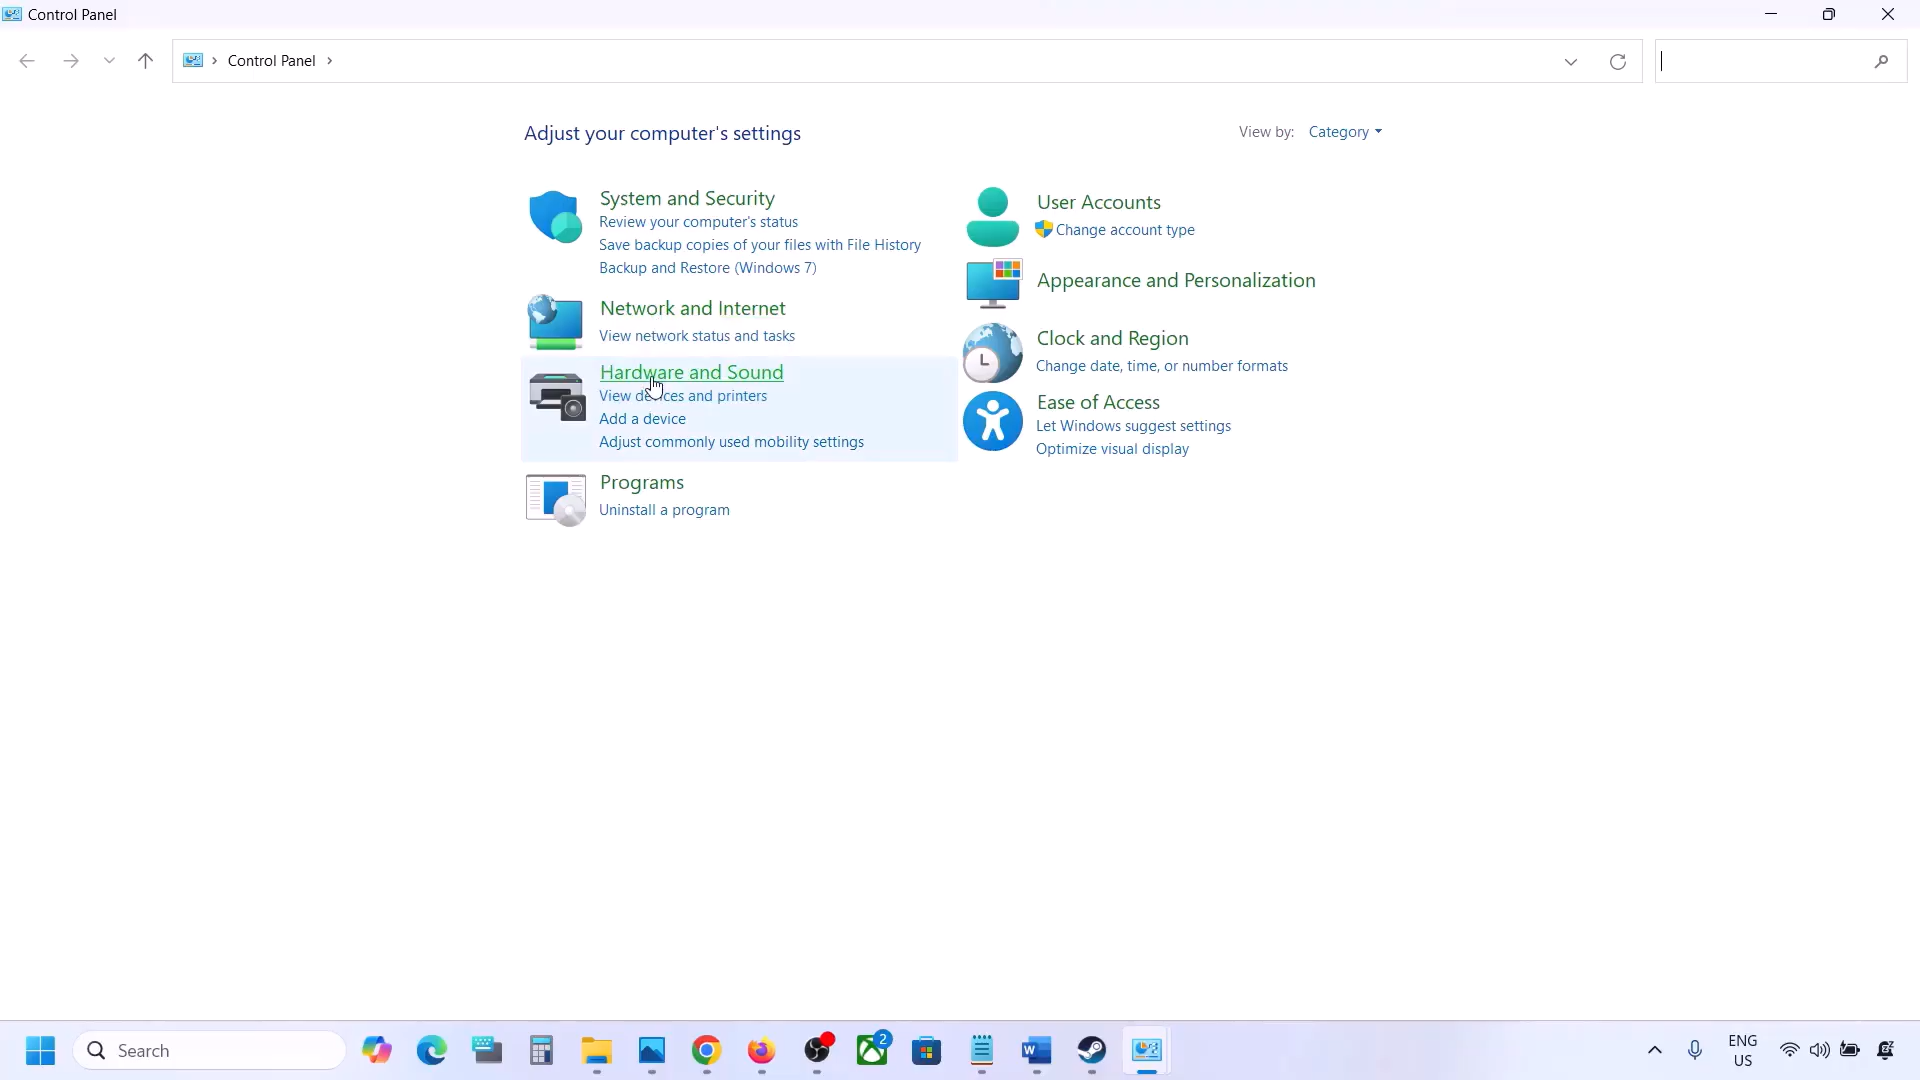 Control Panel
Control Panel
Adjust your computer's settings
View by: Category
System and Security
Review your computer's status
Save backup copies of your files with File History
Backup and Restore (Windows 7)
Network and Internet
View network status and tasks
Hardware and Sound
View devices and printers
Add a device
Adjust commonly used mobility settings
Programs
Uninstall a program
User Accounts
Change account type
Appearance and Personalization
Clock and Region
Change date, time, or number formats
Ease of Access
Let Windows suggest settings
Optimize visual display
Search
2
W
ENG
US